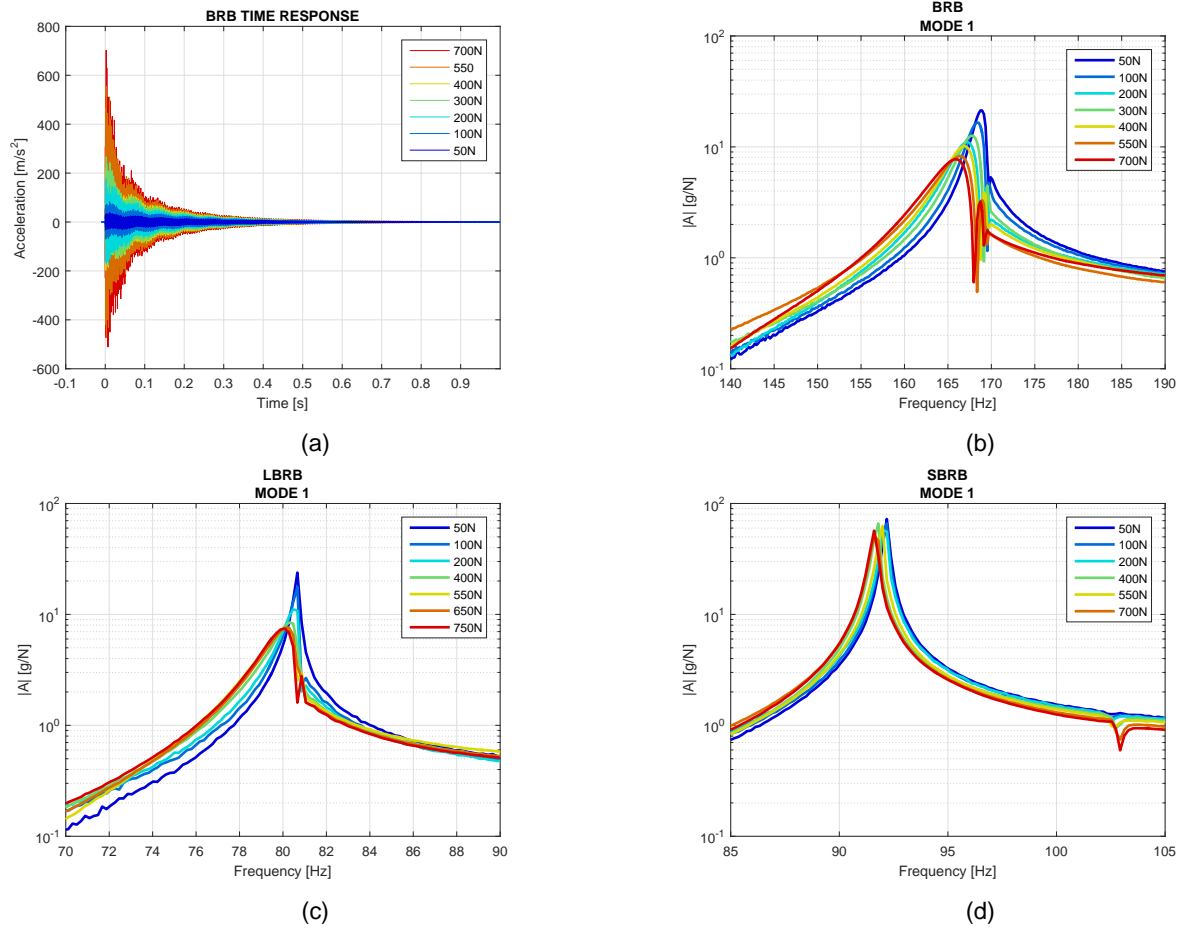 BRB TIME RESPONSE
800
600
400
200
0
-200
-400
-600
Acceleration [m/s²]
-0.1 0 0.1 0.2 0.3 0.4 0.5 0.6 0.7 0.8 0.9
Time [s]
700N
550
400N
300N
200N
100N
50N
(a)
BRB
MODE 1
10²
10¹
10⁰
10⁻¹
|A| [g/N]
140 145 150 155 160 165 170 175 180 185 190
Frequency [Hz]
50N
100N
200N
300N
400N
550N
700N
(b)
LBRB
MODE 1
10²
10¹
10⁰
10⁻¹
|A| [g/N]
70 72 74 76 78 80 82 84 86 88 90
Frequency [Hz]
50N
100N
200N
400N
550N
650N
750N
(c)
SBRB
MODE 1
10²
10¹
10⁰
10⁻¹
|A| [g/N]
85 90 95 100 105
Frequency [Hz]
50N
100N
200N
400N
550N
700N
(d)